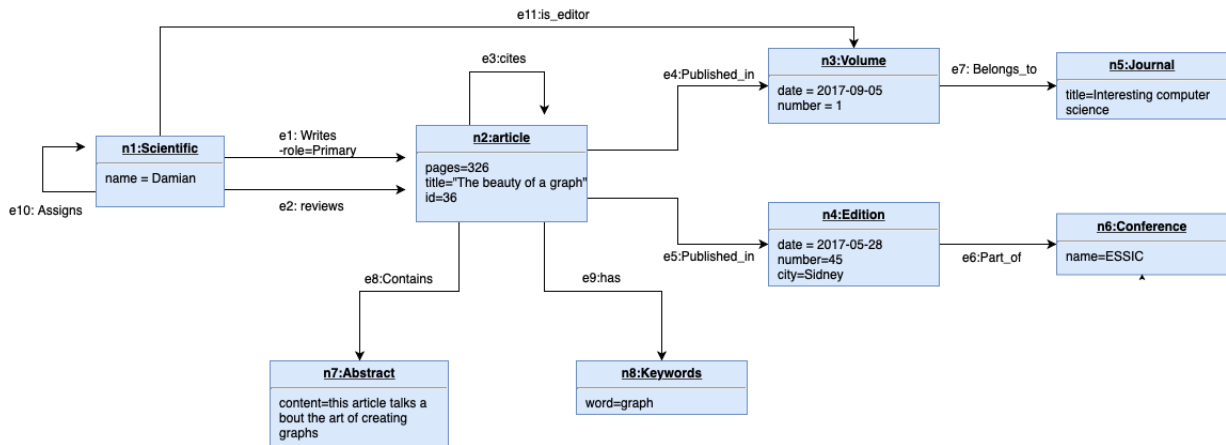 e11:is_editor
e3:cites
e4:Published_in
n3:Volume
date = 2017-09-05
number = 1
e7: Belongs_to
n5:Journal
title=Interesting computer
science
n1:Scientific
name = Damian
e10: Assigns
e1: Writes
-role=Primary
e2: reviews
n2:article
pages=326
title="The beauty of a graph"
id=36
e5:Published_in
n4:Edition
date = 2017-05-28
number=45
city=Sidney
e6:Part_of
n6:Conference
name=ESSIC
e8:Contains
e9:has
n7:Abstract
content=this article talks a
bout the art of creating
graphs
n8:Keywords
word=graph